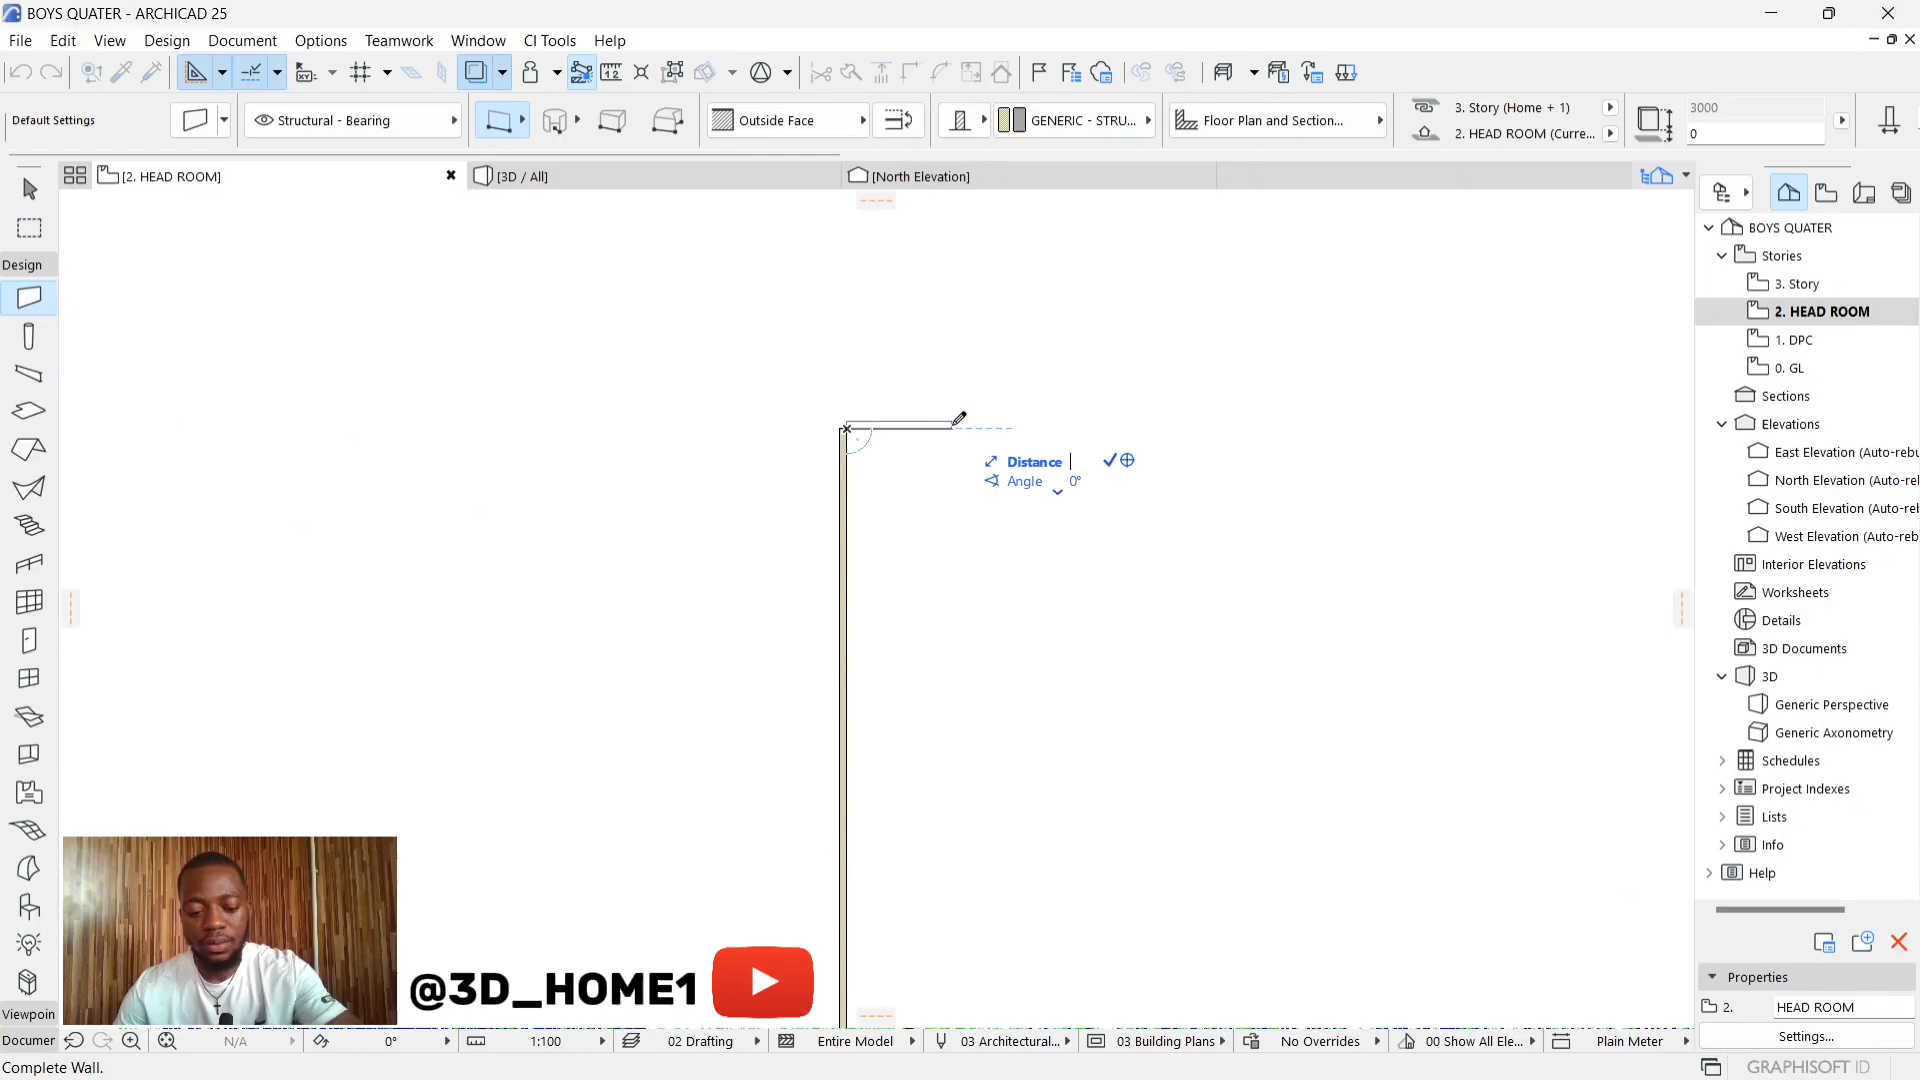 BOYS QUATER - ARCHICAD 25
File Edit View Design Document Options Teamwork Window CI Tools Help
Default Settings
Structural - Bearing
Outside Face
GENERIC - STRU...
Floor Plan and Section...
3. Story (Home + 1)
2. HEAD ROOM (Curre...
3000
0
[2. HEAD ROOM]
[3D / All]
[North Elevation]
Design
Distance
Angle 0°
BOYS QUATER
Stories
3. Story
2. HEAD ROOM
1. DPC
0. GL
Sections
Elevations
East Elevation (Auto-rebu
North Elevation (Auto-rel
South Elevation (Auto-rel
West Elevation (Auto-reb
Interior Elevations
Worksheets
Details
3D Documents
3D
Generic Perspective
Generic Axonometry
Schedules
Project Indexes
Lists
Info
Help
Properties
2. HEAD ROOM
Settings...
@3D_HOME1
Viewpoin
Documer
N/A
0°
1:100
02 Drafting
Entire Model
03 Architectural...
03 Building Plans
No Overrides
00 Show All Ele...
Plain Meter
Complete Wall.
GRAPHISOFT ID